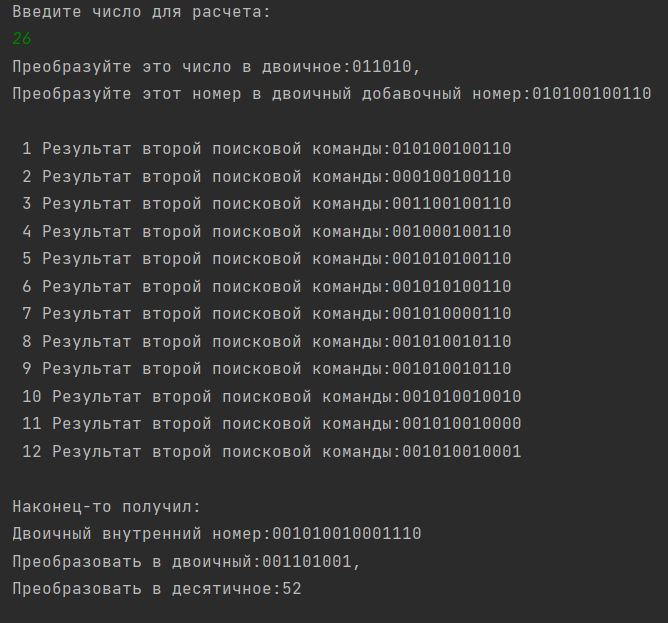 Введите число для расчета:
26
Преобразуйте это число в двоичное:011010,
Преобразуйте этот номер в двоичный добавочный номер:010100100110
1 Результат второй поисковой команды:010100100110
2 Результат второй поисковой команды:000100100110
3 Результат второй поисковой команды:001100100110
4 Результат второй поисковой команды:001000100110
5 Результат второй поисковой команды:001010100110
6 Результат второй поисковой команды:001010100110
7 Результат второй поисковой команды:001010000110
8 Результат второй поисковой команды:001010010110
9 Результат второй поисковой команды:001010010110
10 Результат второй поисковой команды:001010010010
11 Результат второй поисковой команды:001010010000
12 Результат второй поисковой команды:001010010001
Наконец-то получил:
Двоичный внутренний номер:001010010001110
Преобразовать в двоичный:001101001,
Преобразовать в десятичное:52